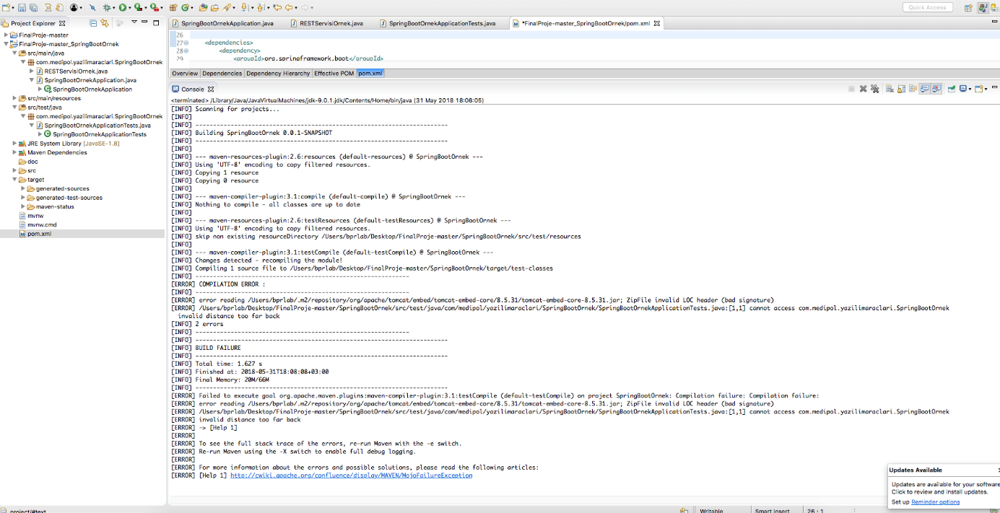 Quick Access
Project Explorer
FinalProje-master
FinalProje-master_SpringBootOrnek
src/main/java
com.medipol.yazilimaraclari.SpringBootOrnek
RESTServisiOrnek.java
SpringBootOrnekApplication.java
SpringBootOrnekApplication
src/main/resources
src/test/java
com.medipol.yazilimaraclari.SpringBootOrnek
SpringBootOrnekApplicationTests.java
SpringBootOrnekApplicationTests
JRE System Library [JavaSE-1.8]
Maven Dependencies
doc
src
target
generated-sources
generated-test-sources
maven-status
mvnw
mvnw.cmd
pom.xml
SpringBootOrnekApplication.java RESTServisiOrnek.java SpringBootOrnekApplicationTests.java *FinalProje-master_SpringBootOrnek/pom.xml
26
27 <dependencies>
28 <dependency>
29 <groupId>org.springframework.boot</groupId>
Overview Dependencies Dependency Hierarchy Effective POM pom.xml
Console
<terminated> /Library/Java/JavaVirtualMachines/jdk-9.0.1.jdk/Contents/Home/bin/java (31 May 2018 18:08:05)
[INFO] Scanning for projects...
[INFO]
[INFO] ------------------------------------------------------------------------
[INFO] Building SpringBootOrnek 0.0.1-SNAPSHOT
[INFO] ------------------------------------------------------------------------
[INFO]
[INFO] --- maven-resources-plugin:2.6:resources (default-resources) @ SpringBootOrnek ---
[INFO] Using 'UTF-8' encoding to copy filtered resources.
[INFO] Copying 1 resource
[INFO] Copying 0 resource
[INFO]
[INFO] --- maven-compiler-plugin:3.1:compile (default-compile) @ SpringBootOrnek ---
[INFO] Nothing to compile - all classes are up to date
[INFO]
[INFO] --- maven-resources-plugin:2.6:testResources (default-testResources) @ SpringBootOrnek ---
[INFO] Using 'UTF-8' encoding to copy filtered resources.
[INFO] skip non existing resourceDirectory /Users/bprlab/Desktop/FinalProje-master/SpringBootOrnek/src/test/resources
[INFO]
[INFO] --- maven-compiler-plugin:3.1:testCompile (default-testCompile) @ SpringBootOrnek ---
[INFO] Changes detected - recompiling the module!
[INFO] Compiling 1 source file to /Users/bprlab/Desktop/FinalProje-master/SpringBootOrnek/target/test-classes
[INFO] -------------------------------------------------------------
[ERROR] COMPILATION ERROR :
[INFO] -------------------------------------------------------------
[ERROR] error reading /Users/bprlab/.m2/repository/org/apache/tomcat/embed/tomcat-embed-core/8.5.31/tomcat-embed-core-8.5.31.jar; ZipFile invalid LOC header (bad signature)
[ERROR] /Users/bprlab/Desktop/FinalProje-master/SpringBootOrnek/src/test/java/com/medipol/yazilimaraclari/SpringBootOrnek/SpringBootOrnekApplicationTests.java:[1,1] cannot access com.medipol.yazilimaraclari.SpringBootOrnek
invalid distance too far back
[INFO] 2 errors
[INFO] -------------------------------------------------------------
[INFO] ------------------------------------------------------------------------
[INFO] BUILD FAILURE
[INFO] ------------------------------------------------------------------------
[INFO] Total time: 1.627 s
[INFO] Finished at: 2018-05-31T18:08:08+03:00
[INFO] Final Memory: 20M/66M
[INFO] ------------------------------------------------------------------------
[ERROR] Failed to execute goal org.apache.maven.plugins:maven-compiler-plugin:3.1:testCompile (default-testCompile) on project SpringBootOrnek: Compilation failure: Compilation failure:
[ERROR] error reading /Users/bprlab/.m2/repository/org/apache/tomcat/embed/tomcat-embed-core/8.5.31/tomcat-embed-core-8.5.31.jar; ZipFile invalid LOC header (bad signature)
[ERROR] /Users/bprlab/Desktop/FinalProje-master/SpringBootOrnek/src/test/java/com/medipol/yazilimaraclari/SpringBootOrnek/SpringBootOrnekApplicationTests.java:[1,1] cannot access com.medipol.yazilimaraclari.SpringBootOrnek
[ERROR] invalid distance too far back
[ERROR] -> [Help 1]
[ERROR]
[ERROR] To see the full stack trace of the errors, re-run Maven with the -e switch.
[ERROR] Re-run Maven using the -X switch to enable full debug logging.
[ERROR]
[ERROR] For more information about the errors and possible solutions, please read the following articles:
[ERROR] [Help 1] http://cwiki.apache.org/confluence/display/MAVEN/MojoFailureException
Updates Available
Updates are available for your software
Click to review and install updates.
Set up Reminder options
project/#text
Writable Smart Insert 26 : 1